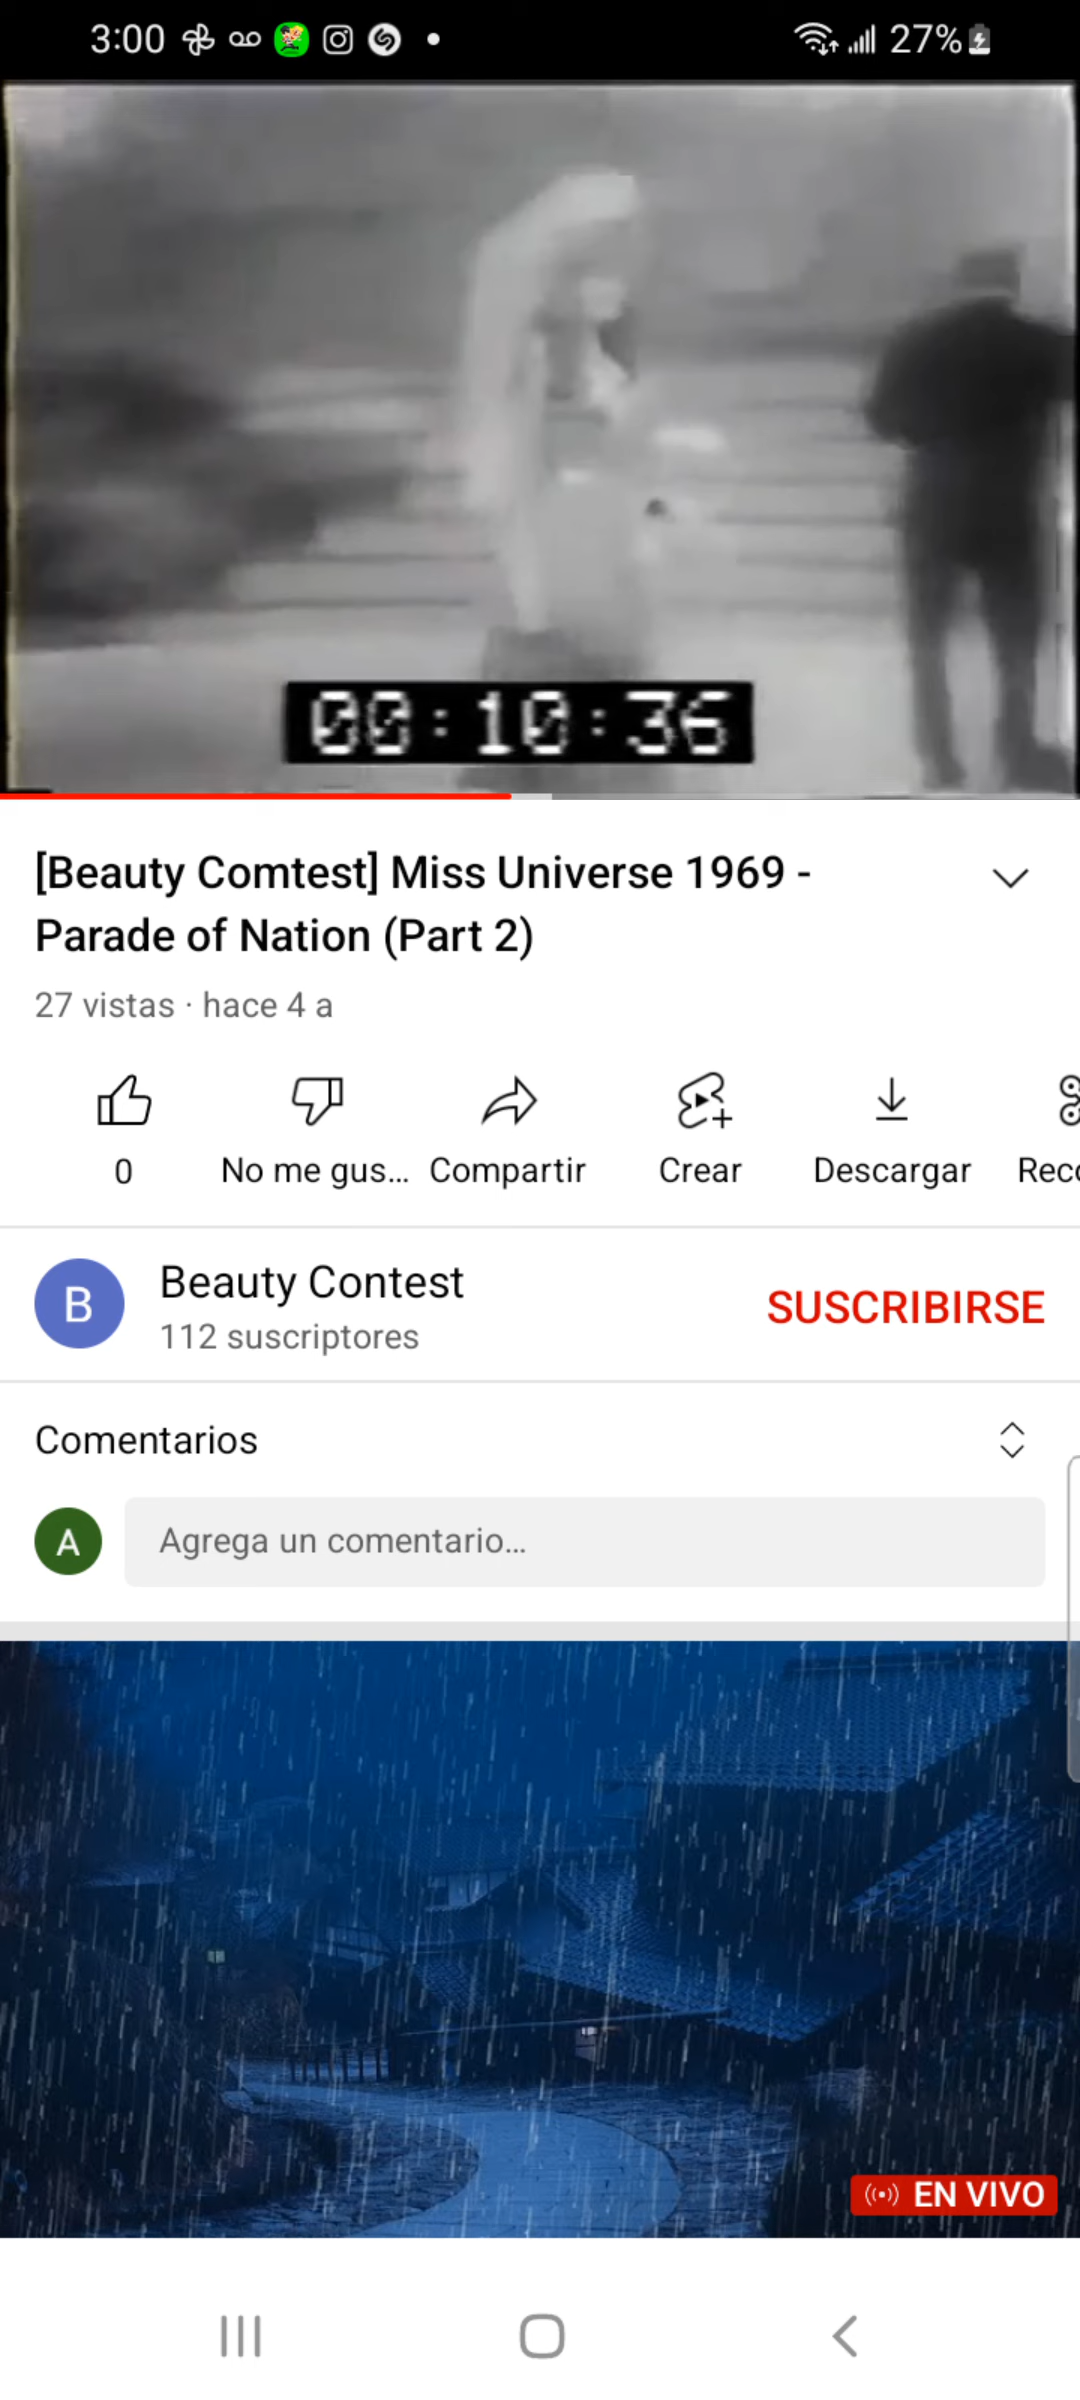 3:00
27%
00:10:36
[Beauty Comtest] Miss Universe 1969 -
Parade of Nation (Part 2)
27 vistas · hace 4 a
0
No me gus...
Compartir
Crear
Descargar
Reco
B
Beauty Contest
112 suscriptores
SUSCRIBIRSE
Comentarios
A
Agrega un comentario...
EN VIVO